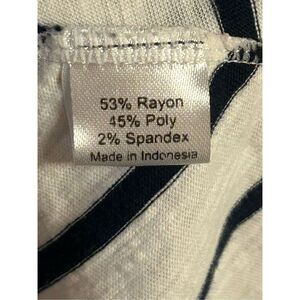 53% Rayon
45% Poly
2% Spandex
Made in Indonesia